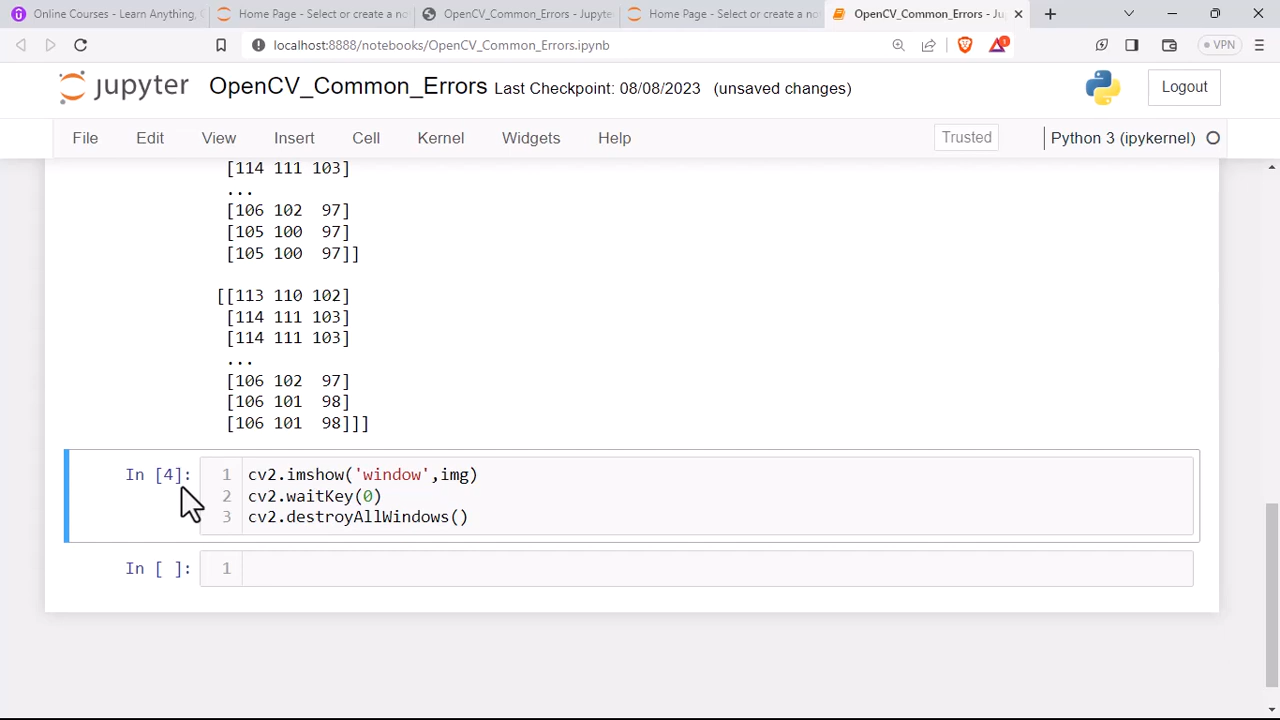 Online Courses - Learn Anything,
Home Page - Select or create a no
OpenCV_Common_Errors - Jupyte
Home Page - Select or create a no
OpenCV_Common_Errors - Ju
localhost:8888/notebooks/OpenCV_Common_Errors.ipynb
1
VPN
jupyter OpenCV_Common_Errors Last Checkpoint: 08/08/2023 (unsaved changes)
Logout
File Edit View Insert Cell Kernel Widgets Help
Trusted
Python 3 (ipykernel)
[114 111 103]
...
[106 102  97]
[105 100  97]
[105 100  97]]
[[113 110 102]
[114 111 103]
[114 111 103]
...
[106 102  97]
[106 101  98]
[106 101  98]]]
In [4]: 1 cv2.imshow('window',img)
2 cv2.waitKey(0)
3 cv2.destroyAllWindows()
In [ ]: 1